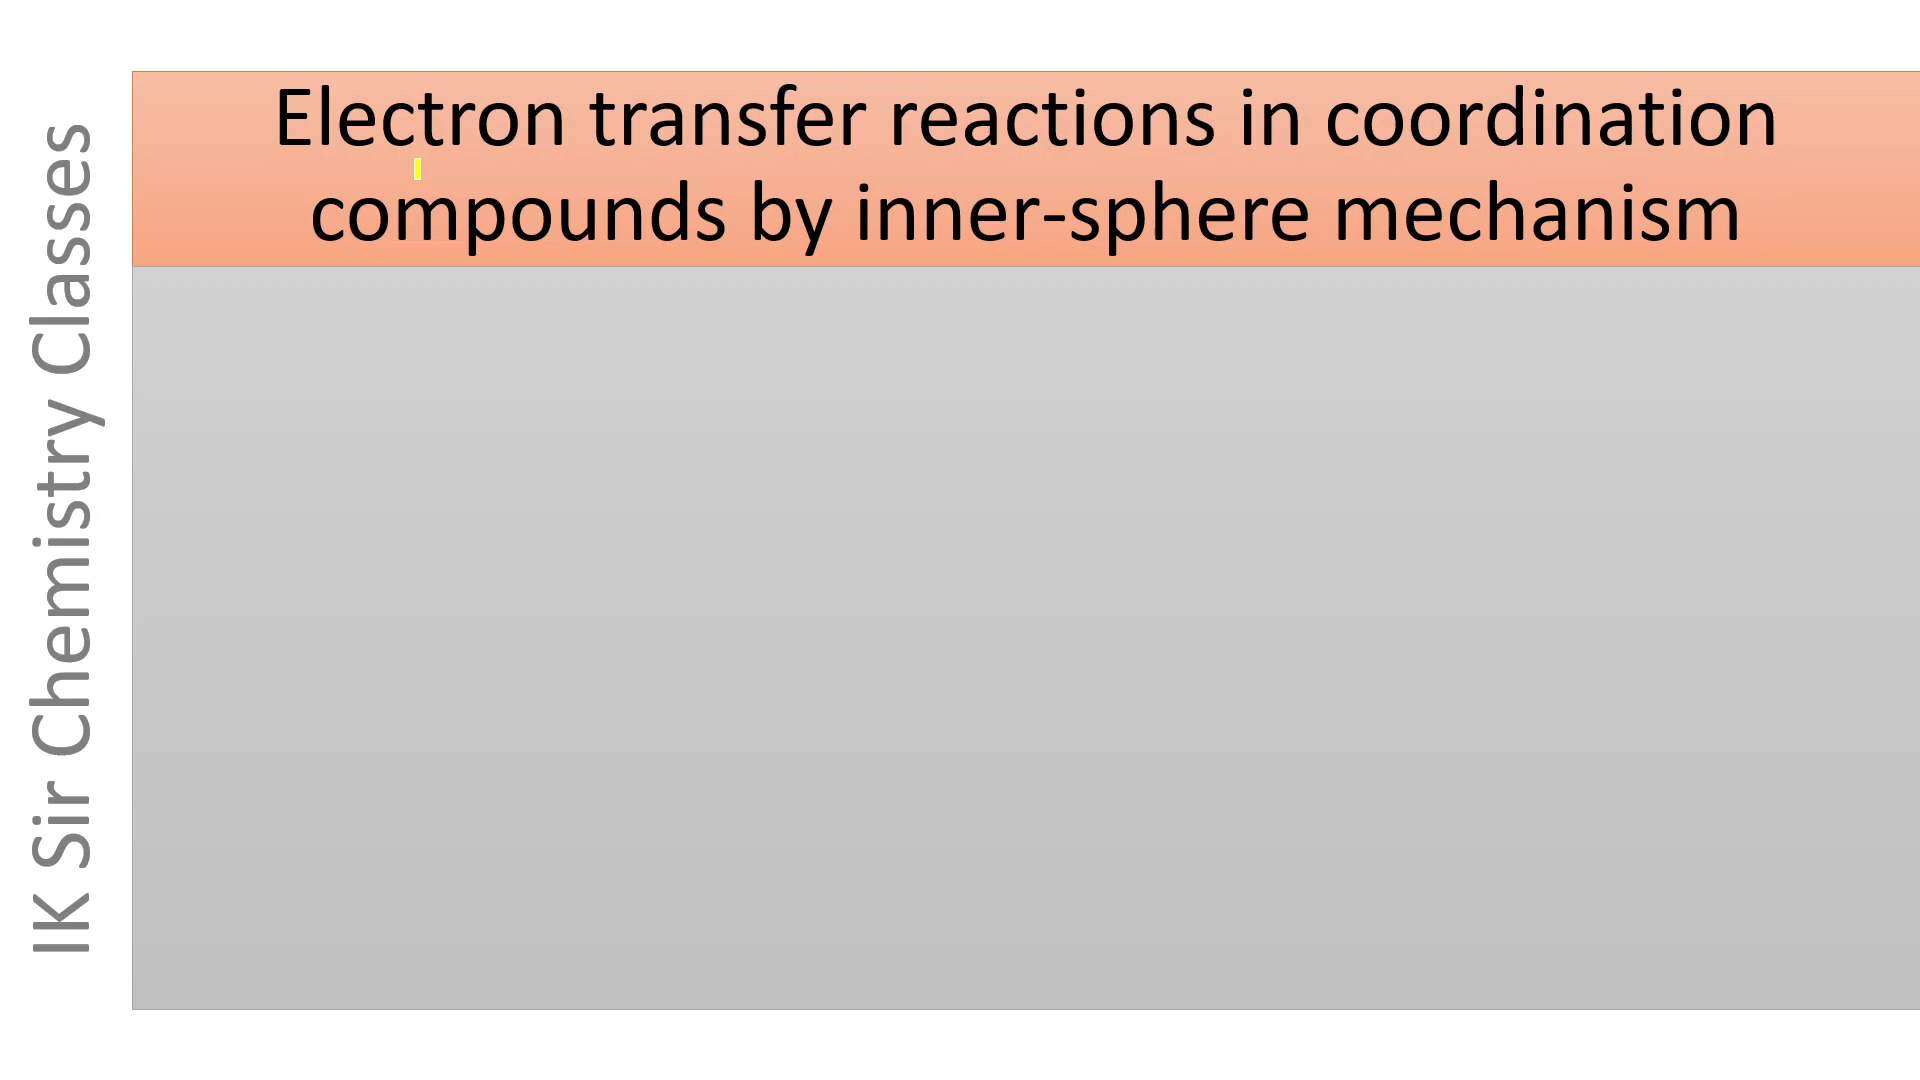 Electron transfer reactions in coordination
compounds by inner-sphere mechanism
IK Sir Chemistry Classes